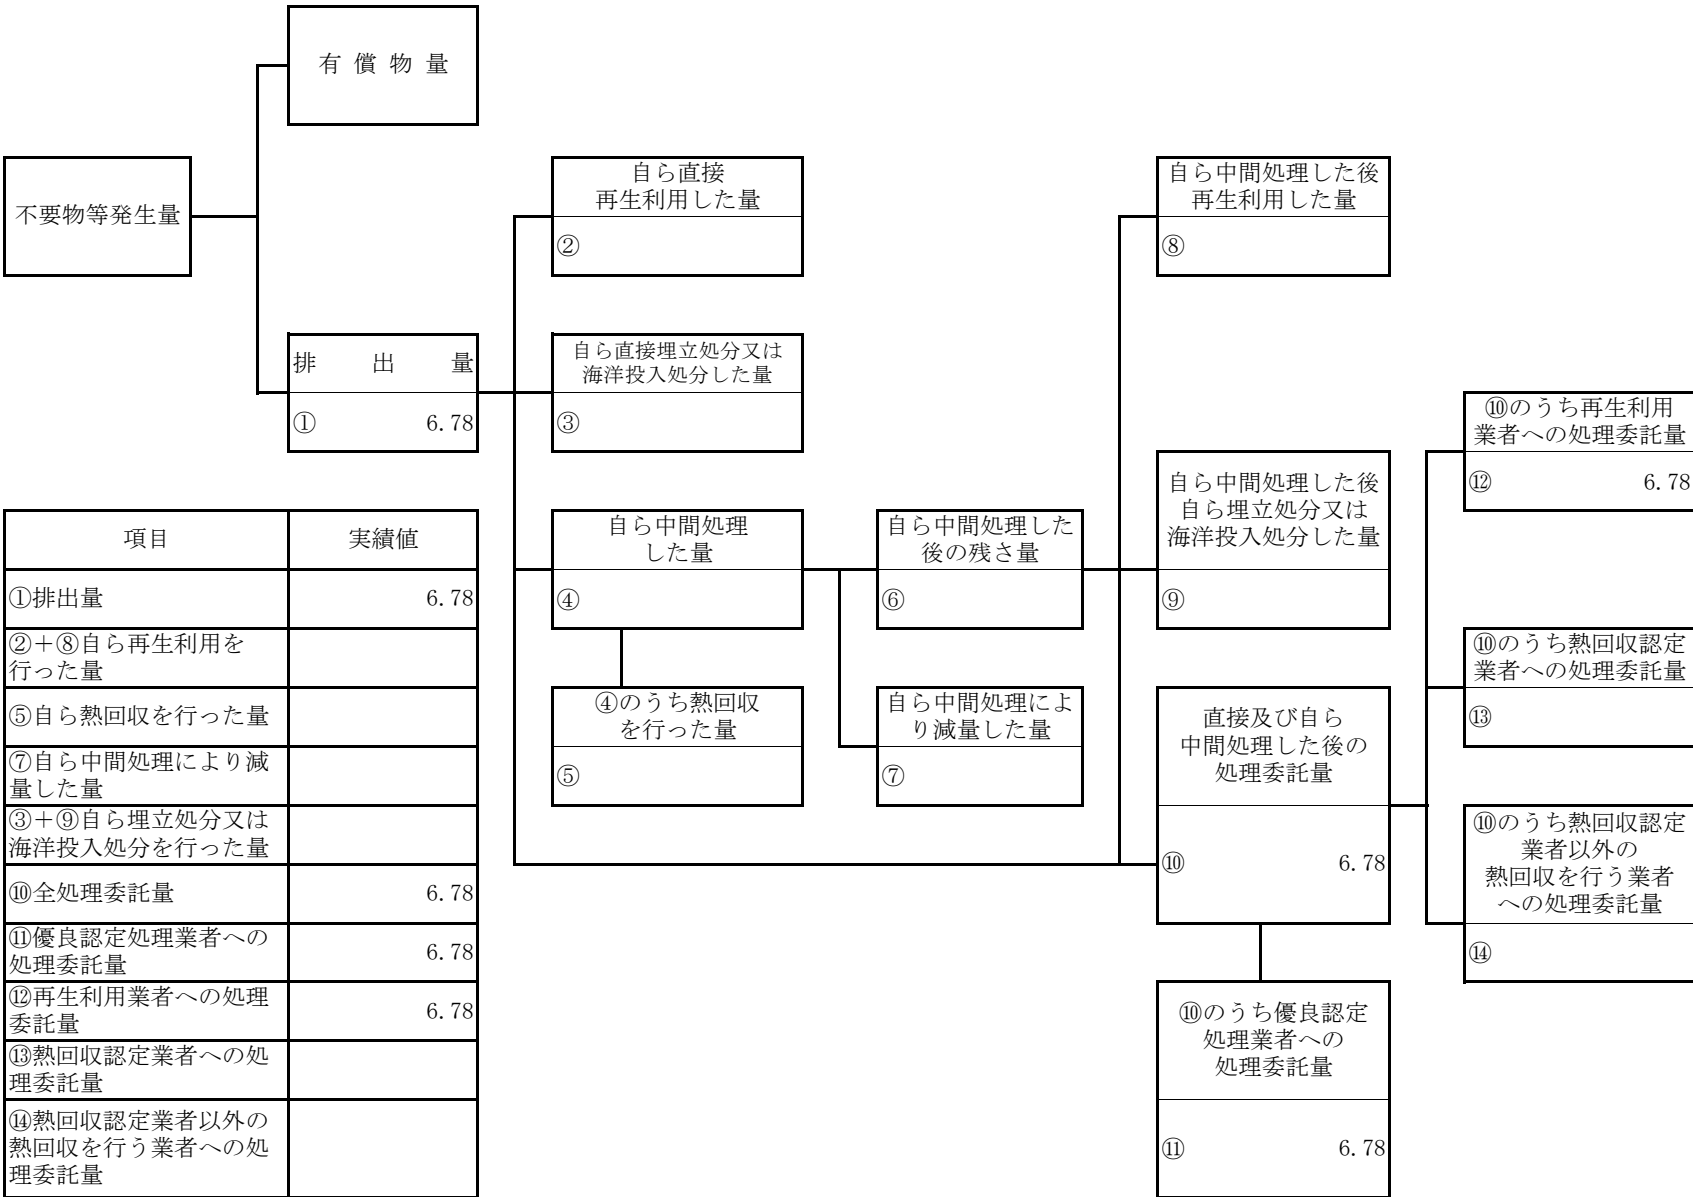 有 償 物 量
不要物等発生量
自ら直接
再生利用した量
②
自ら中間処理した後
再生利用した量
⑧
排 出 量
① 6.78
自ら直接埋立処分又は
海洋投入処分した量
③
⑩のうち再生利用
業者への処理委託量
⑫ 6.78
自ら中間処理
した量
④
自ら中間処理した
後の残さ量
⑥
自ら中間処理した後
自ら埋立処分又は
海洋投入処分した量
⑨
⑩のうち熱回収認定
業者への処理委託量
⑬
④のうち熱回収
を行った量
⑤
自ら中間処理によ
り減量した量
⑦
直接及び自ら
中間処理した後の
処理委託量
⑩ 6.78
⑩のうち熱回収認定
業者以外の
熱回収を行う業者
への処理委託量
⑭
⑩のうち優良認定
処理業者への
処理委託量
⑪ 6.78
項目 実績値
①排出量 6.78
②＋⑧自ら再生利用を
行った量
⑤自ら熱回収を行った量
⑦自ら中間処理により減
量した量
③＋⑨自ら埋立処分又は
海洋投入処分を行った量
⑩全処理委託量 6.78
⑪優良認定処理業者への
処理委託量 6.78
⑫再生利用業者への処理
委託量 6.78
⑬熱回収認定業者への処
理委託量
⑭熱回収認定業者以外の
熱回収を行う業者への処
理委託量